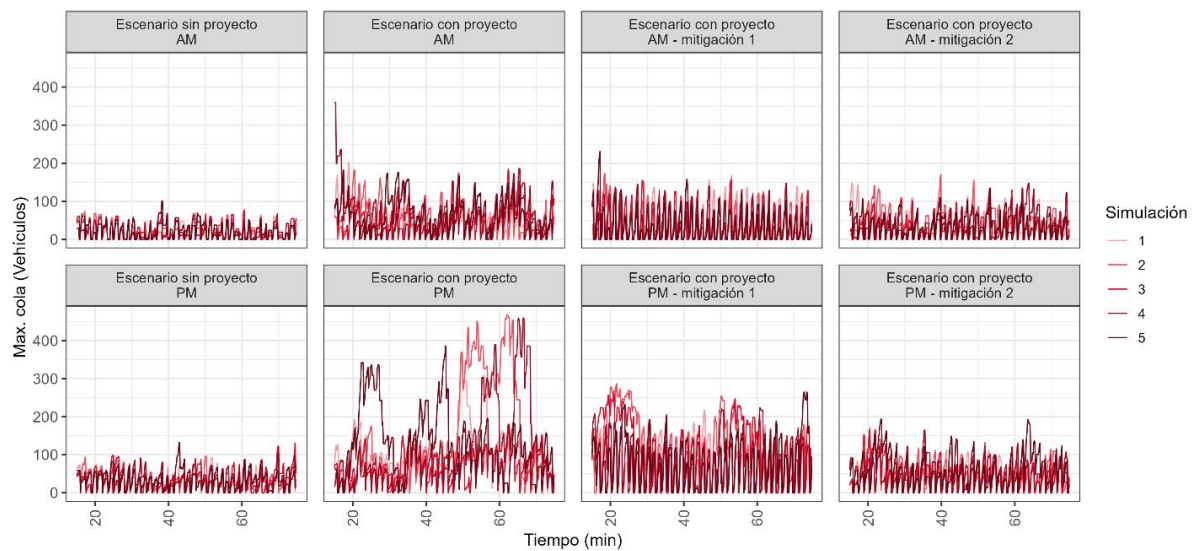 Escenario sin proyecto
AM
Escenario con proyecto
AM
Escenario con proyecto
AM - mitigación 1
Escenario con proyecto
AM - mitigación 2
400
300
200
100
0
Escenario sin proyecto
PM
Escenario con proyecto
PM
Escenario con proyecto
PM - mitigación 1
Escenario con proyecto
PM - mitigación 2
400
300
200
100
0
20
40
60
20
40
60
20
40
60
20
40
60
Max. cola (Vehículos)
Tiempo (min)
Simulación
1
2
3
4
5